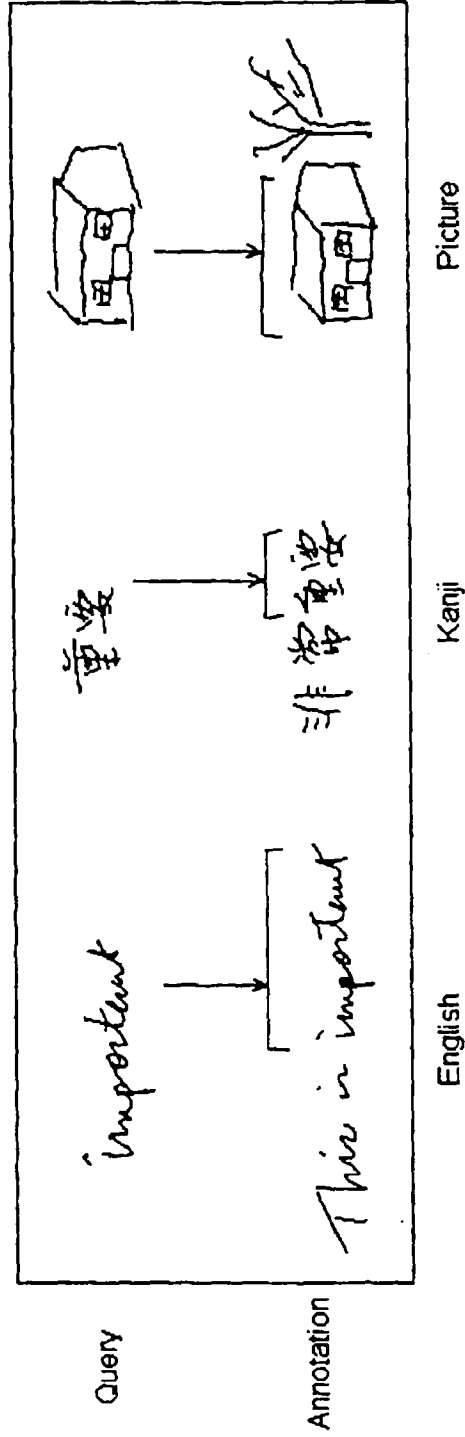 Query
important
重要
Annotation
This is important
非常重要
English
Kanji
Picture